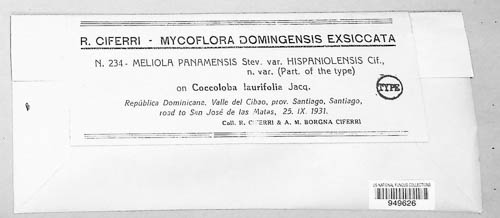 R. CIFERRI - MYCOFLORA DOMINGENSIS EXSICCATA
N. 234 - MELIOLA PANAMENSIS Stev. var. HISPANIOLENSIS Cif.,
n. var. (Part. of the type)
on Coccoloba laurifolia Jacq.
TYPE
República Dominicana, Valle del Cibao, prov. Santiago, Santiago,
road to San José de las Matas, 25. IX. 1931.
Coll. R. CIFERRI & A. M. BORGNA CIFERRI
US NATIONAL FUNGUS COLLECTIONS
949626